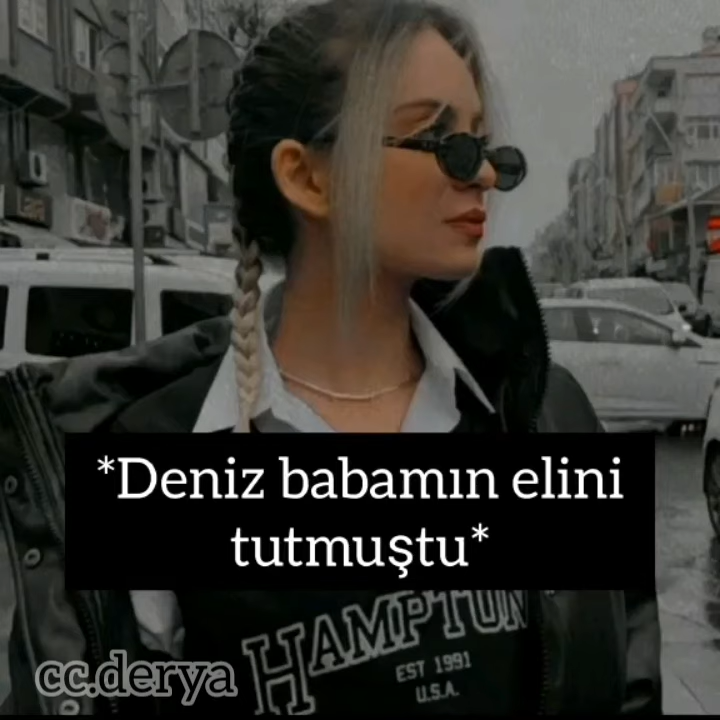 *Deniz babamın elini
tutmuştu*
HAMPTON
EST 1991
U.S.A.
cc.derya